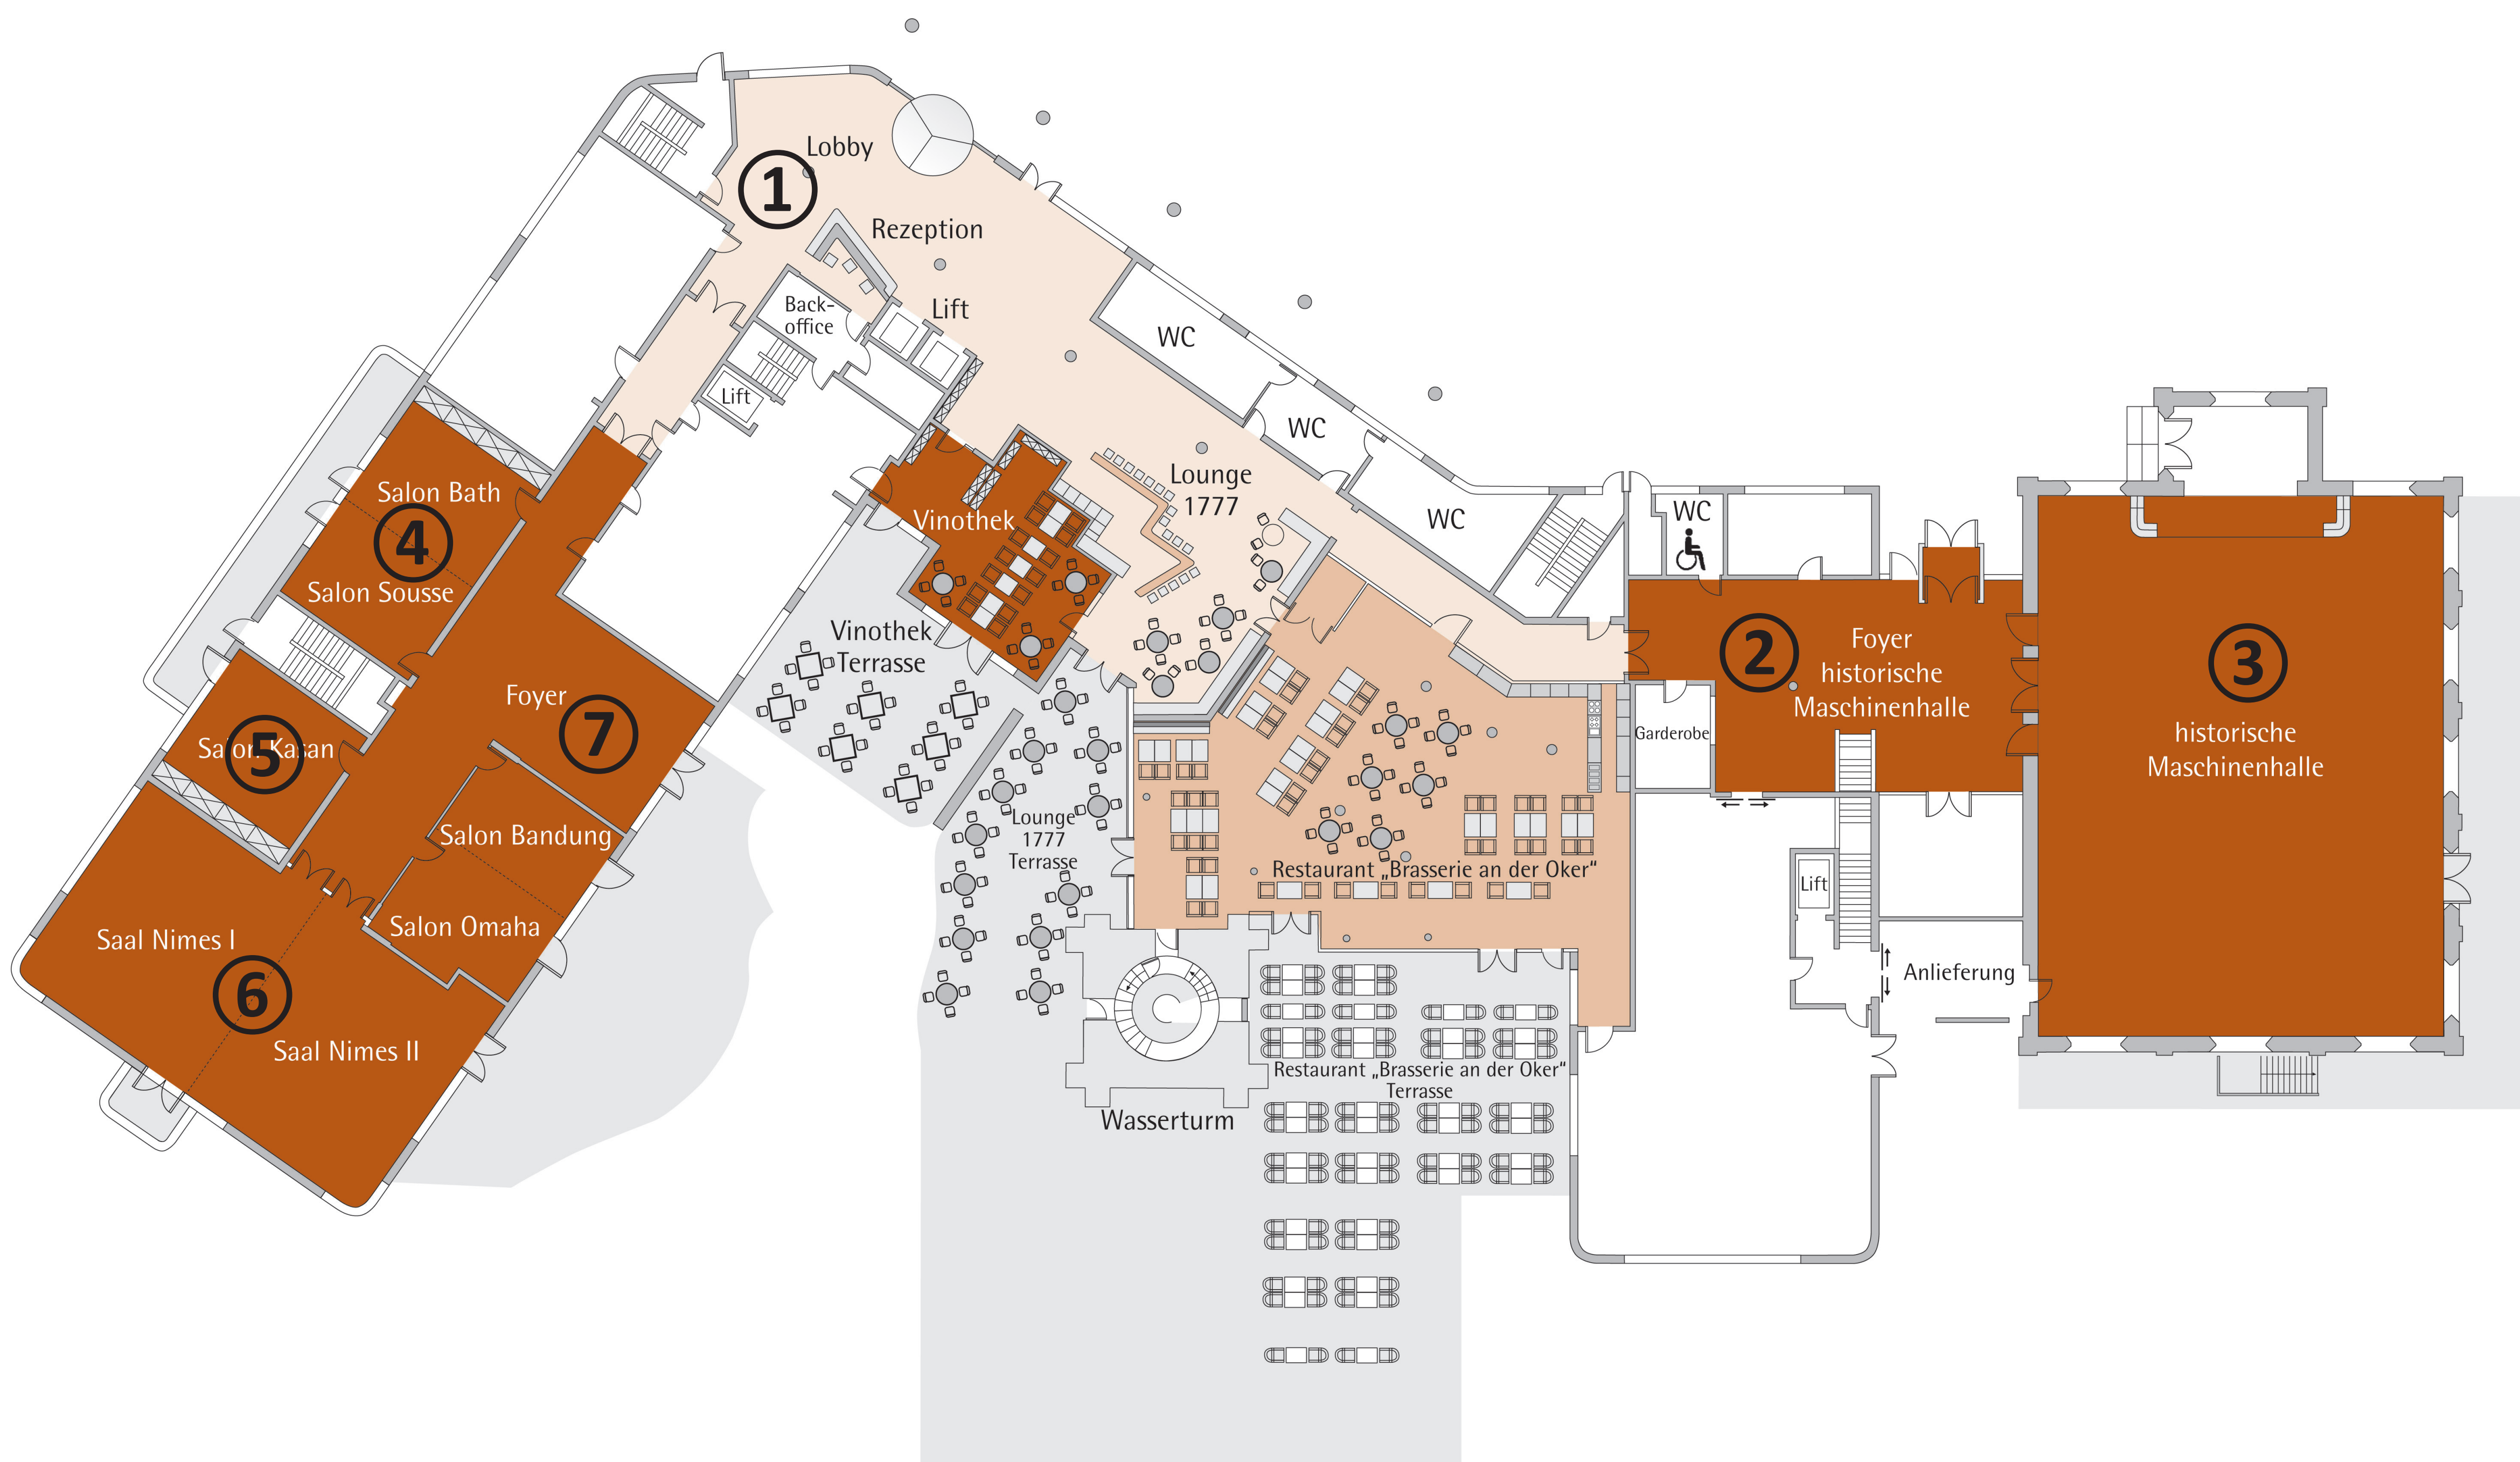 Lobby
1
Rezeption
Back-
office
Lift
Lift
WC
WC
WC
WC
Lounge
1777
Vinothek
Vinothek
Terrasse
Salon Bath
4
Salon Sousse
Foyer
7
Salon Kasan
5
Salon Bandung
Salon Omaha
Saal Nimes I
6
Saal Nimes II
Lounge
1777
Terrasse
Restaurant „Brasserie an der Oker“
Wasserturm
Restaurant „Brasserie an der Oker“
Terrasse
2
Foyer
historische
Maschinenhalle
Garderobe
Lift
Anlieferung
3
historische
Maschinenhalle